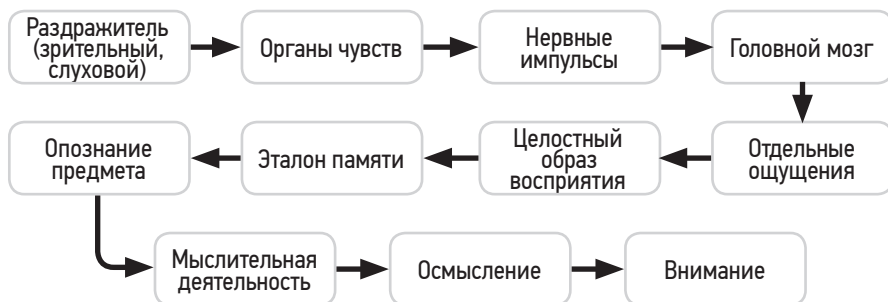 Раздражитель
(зрительный,
слуховой)
Органы чувств
Нервные
импульсы
Головной мозг
Отдельные
ощущения
Целостный
образ
восприятия
Эталон памяти
Опознание
предмета
Мыслительная
деятельность
Осмысление
Внимание